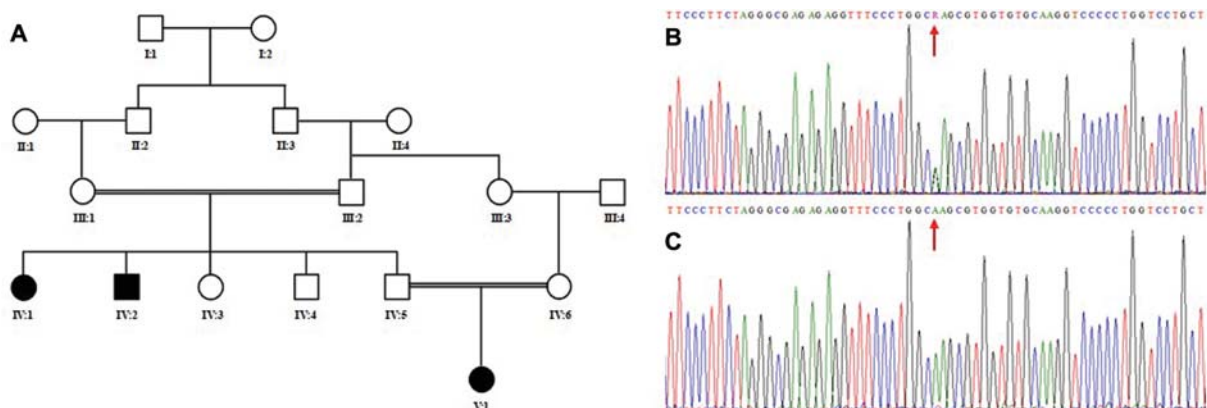 A
I:1 I:2
II:1 II:2 II:3 II:4
III:1 III:2 III:3 III:4
IV:1 IV:2 IV:3 IV:4 IV:5 IV:6
V:1
TTCCCTTCTAGGGCGAGAGAGGTTTCCCTGGCRAGCGTGGTGTGCAAGGTCCCCCTGGTCCTGCT
B
TTCCCTTCTAGGGCGAGAGAGGTTTCCCTGGCAAGCGTGGTGTGCAAGGTCCCCCTGGTCCTGCT
C